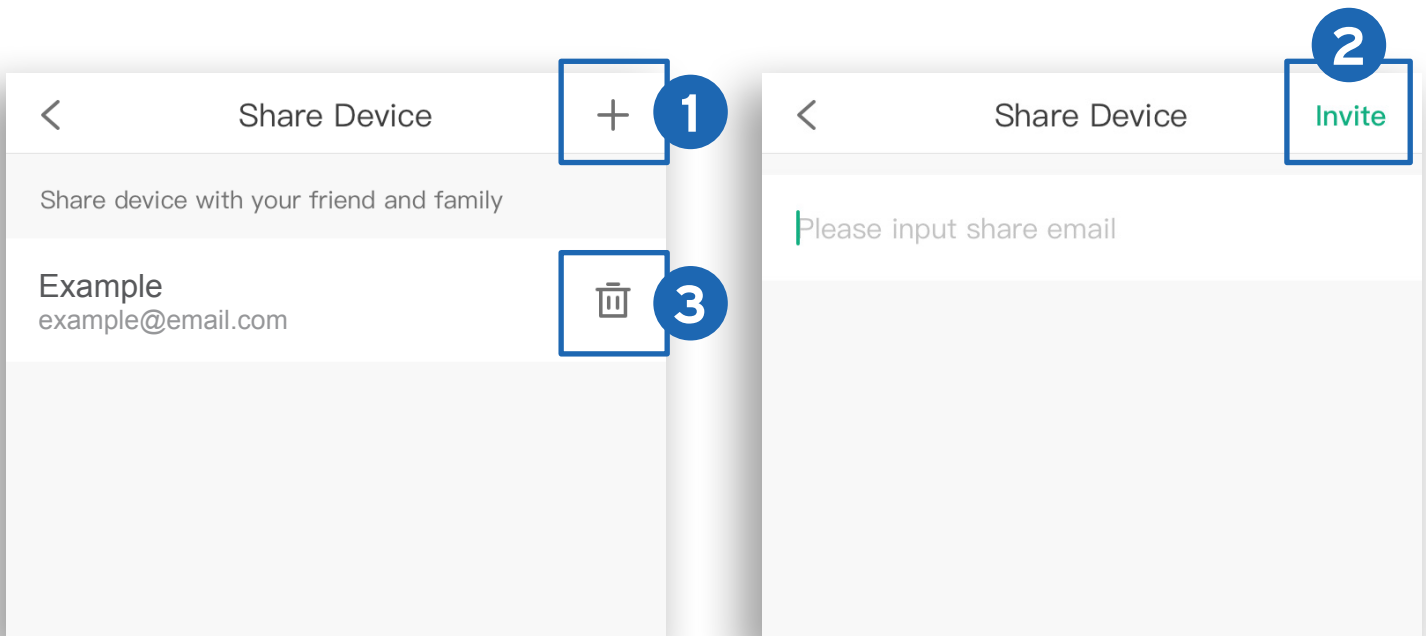 Share Device
+
1
Share device with your friend and family
Example
example@email.com
3
2
Share Device
Invite
Please input share email